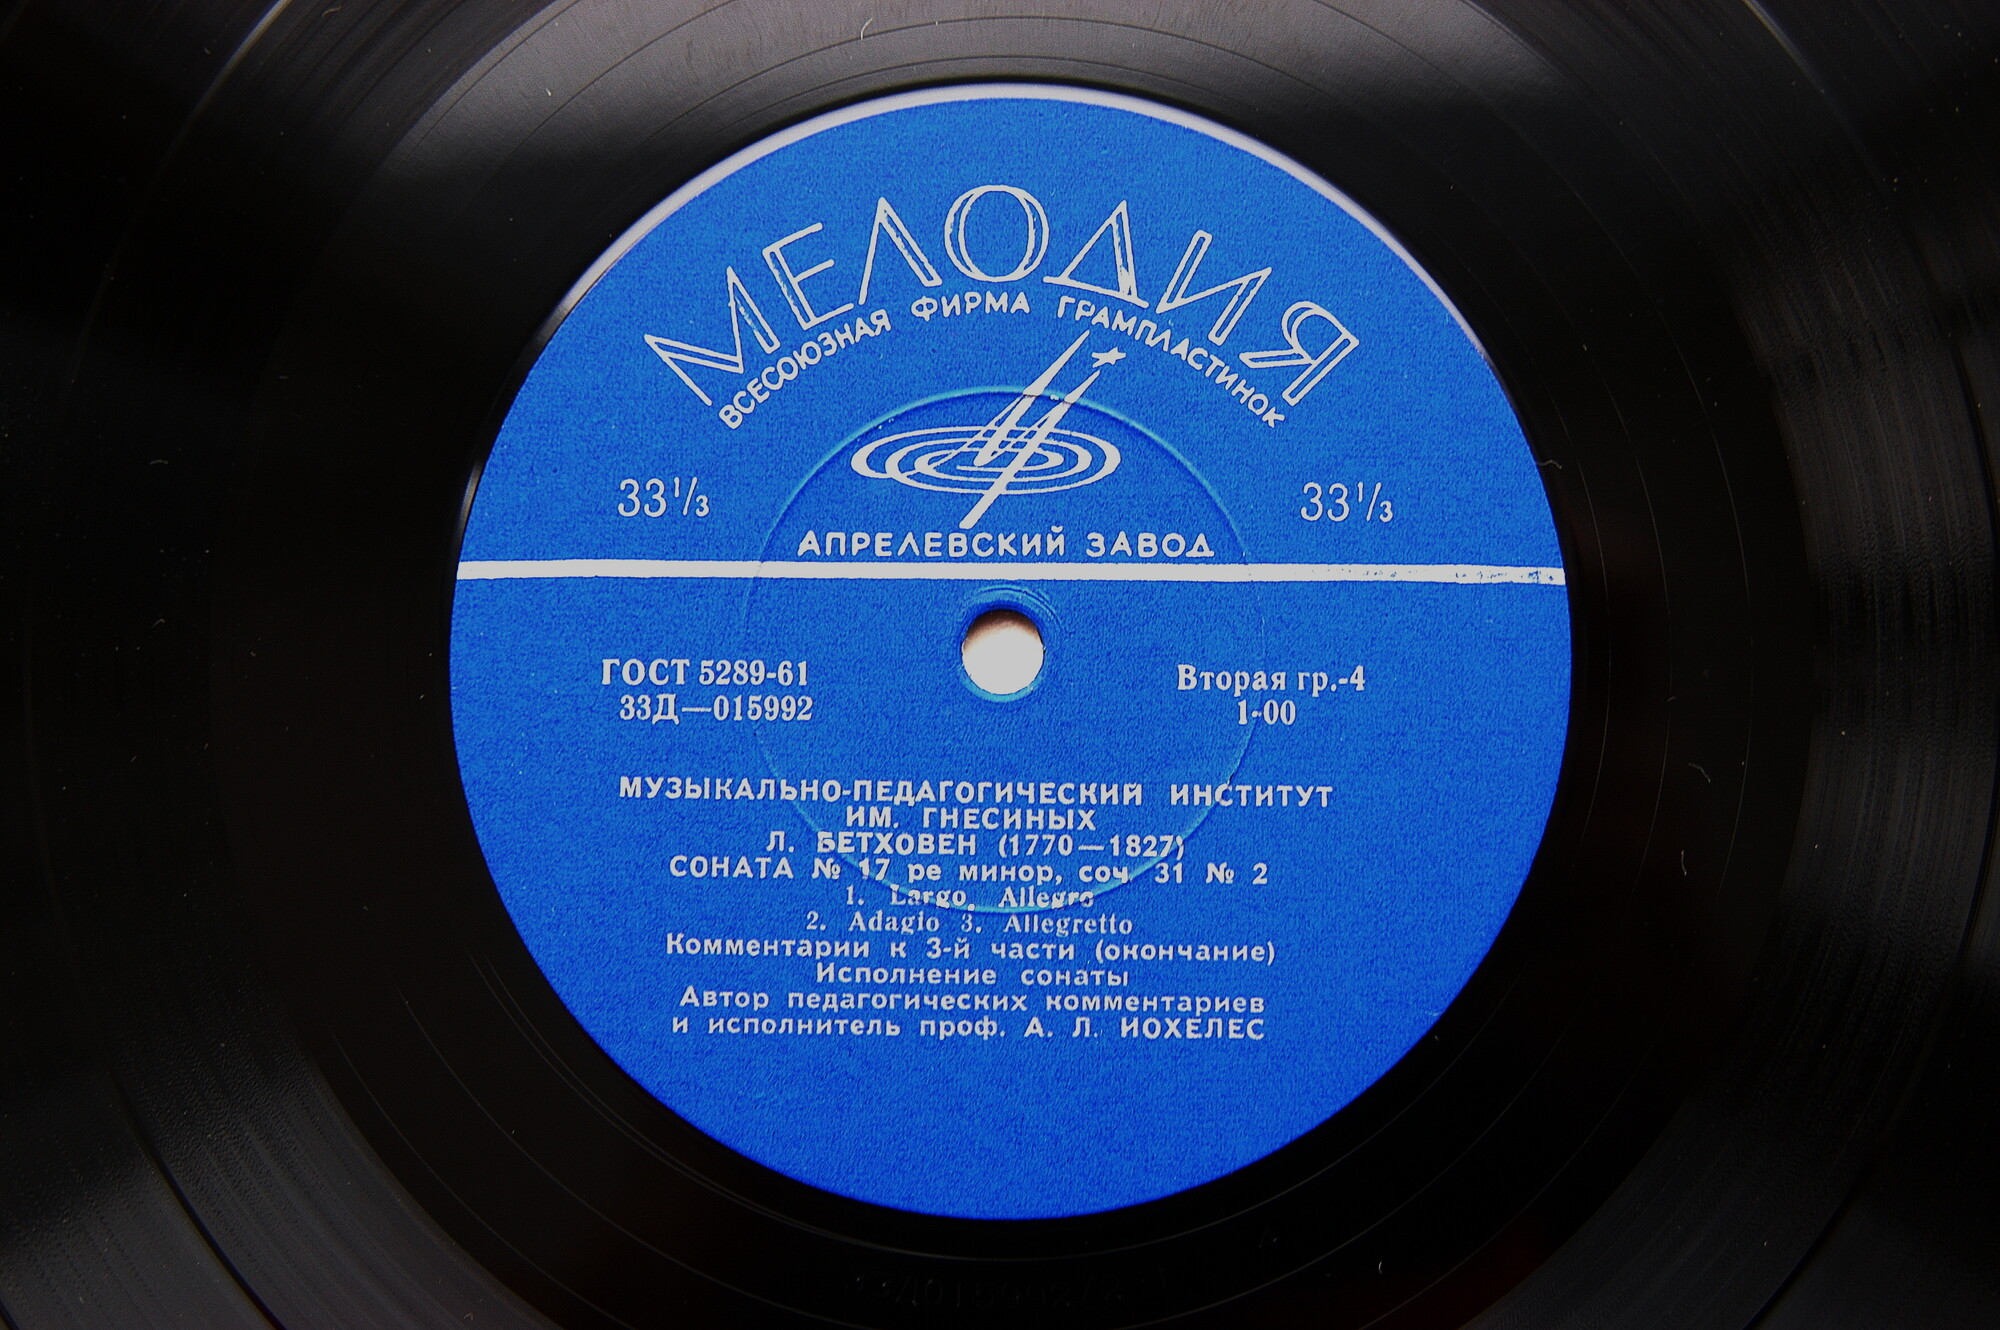 МЕЛОДИЯ
ВСЕСОЮЗНАЯ ФИРМА ГРАМПЛАСТИНОК
33⅓ 33⅓
АПРЕЛЕВСКИЙ ЗАВОД
ГОСТ 5289-61 Вторая гр.-4
33Д—015992 1-00
МУЗЫКАЛЬНО-ПЕДАГОГИЧЕСКИЙ ИНСТИТУТ
ИМ. ГНЕСИНЫХ
Л. БЕТХОВЕН (1770—1827)
СОНАТА № 17 ре минор, соч. 31 № 2
1. Largo. Allegro
2. Adagio 3. Allegretto
Комментарии к 3-й части (окончание)
Исполнение сонаты
Автор педагогических комментариев
и исполнитель проф. А. Л. ИОХЕЛЕС